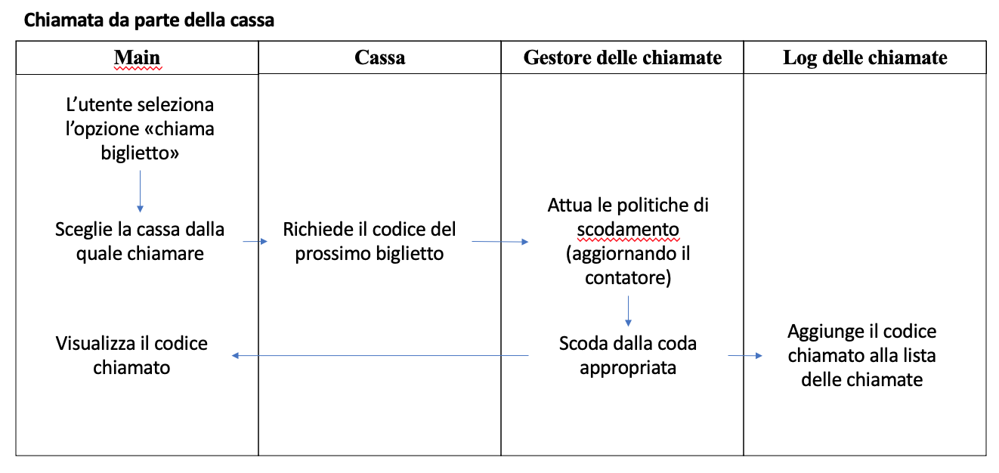 Chiamata da parte della cassa
Main
Cassa
Gestore delle chiamate
Log delle chiamate
L’utente seleziona
l’opzione «chiama
biglietto»
Sceglie la cassa dalla
quale chiamare
Richiede il codice del
prossimo biglietto
Attua le politiche di
scodamento
(aggiornando il
contatore)
Visualizza il codice
chiamato
Scoda dalla coda
appropriata
Aggiunge il codice
chiamato alla lista
delle chiamate